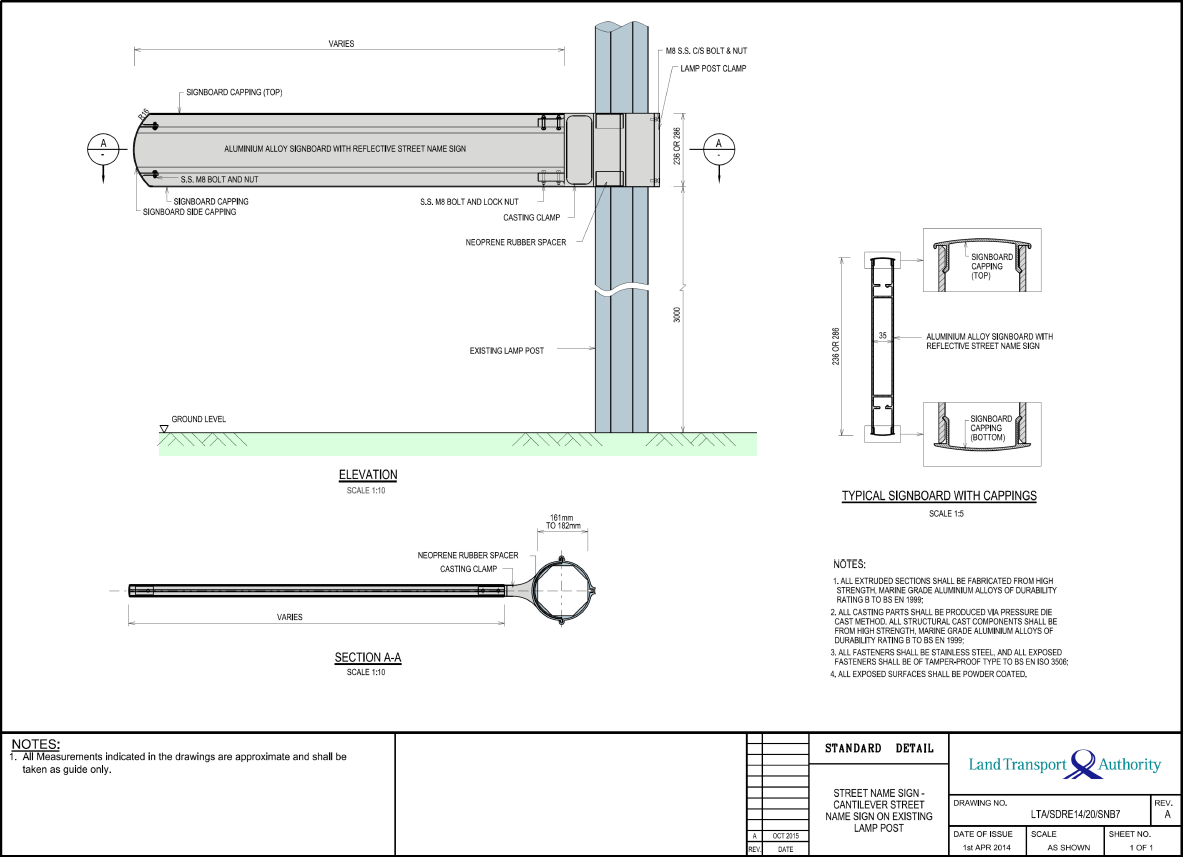 VARIES
M8 S.S. C/S BOLT & NUT
LAMP POST CLAMP
SIGNBOARD CAPPING (TOP)
R15
A
-
ALUMINIUM ALLOY SIGNBOARD WITH REFLECTIVE STREET NAME SIGN
236 OR 286
A
-
S.S. M8 BOLT AND NUT
SIGNBOARD CAPPING
SIGNBOARD SIDE CAPPING
S.S. M8 BOLT AND LOCK NUT
CASTING CLAMP
NEOPRENE RUBBER SPACER
3000
EXISTING LAMP POST
GROUND LEVEL
ELEVATION
SCALE 1:10
SIGNBOARD
CAPPING
(TOP)
236 OR 286
35
ALUMINIUM ALLOY SIGNBOARD WITH
REFLECTIVE STREET NAME SIGN
SIGNBOARD
CAPPING
(BOTTOM)
TYPICAL SIGNBOARD WITH CAPPINGS
SCALE 1:5
161mm
TO 182mm
NEOPRENE RUBBER SPACER
CASTING CLAMP
VARIES
SECTION A-A
SCALE 1:10
NOTES:
1. ALL EXTRUDED SECTIONS SHALL BE FABRICATED FROM HIGH
STRENGTH, MARINE GRADE ALUMINIUM ALLOYS OF DURABILITY
RATING B TO BS EN 1999;
2. ALL CASTING PARTS SHALL BE PRODUCED VIA PRESSURE DIE
CAST METHOD. ALL STRUCTURAL CAST COMPONENTS SHALL BE
FROM HIGH STRENGTH, MARINE GRADE ALUMINIUM ALLOYS OF
DURABILITY RATING B TO BS EN 1999;
3. ALL FASTENERS SHALL BE STAINLESS STEEL, AND ALL EXPOSED
FASTENERS SHALL BE OF TAMPER-PROOF TYPE TO BS EN ISO 3506;
4. ALL EXPOSED SURFACES SHALL BE POWDER COATED.
NOTES:
1. All Measurements indicated in the drawings are approximate and shall be
taken as guide only.
A OCT 2015
REV. DATE
STANDARD DETAIL
STREET NAME SIGN -
CANTILEVER STREET
NAME SIGN ON EXISTING
LAMP POST
Land Transport Authority
DRAWING NO.
LTA/SDRE14/20/SNB7
REV.
A
DATE OF ISSUE
1st APR 2014
SCALE
AS SHOWN
SHEET NO.
1 OF 1